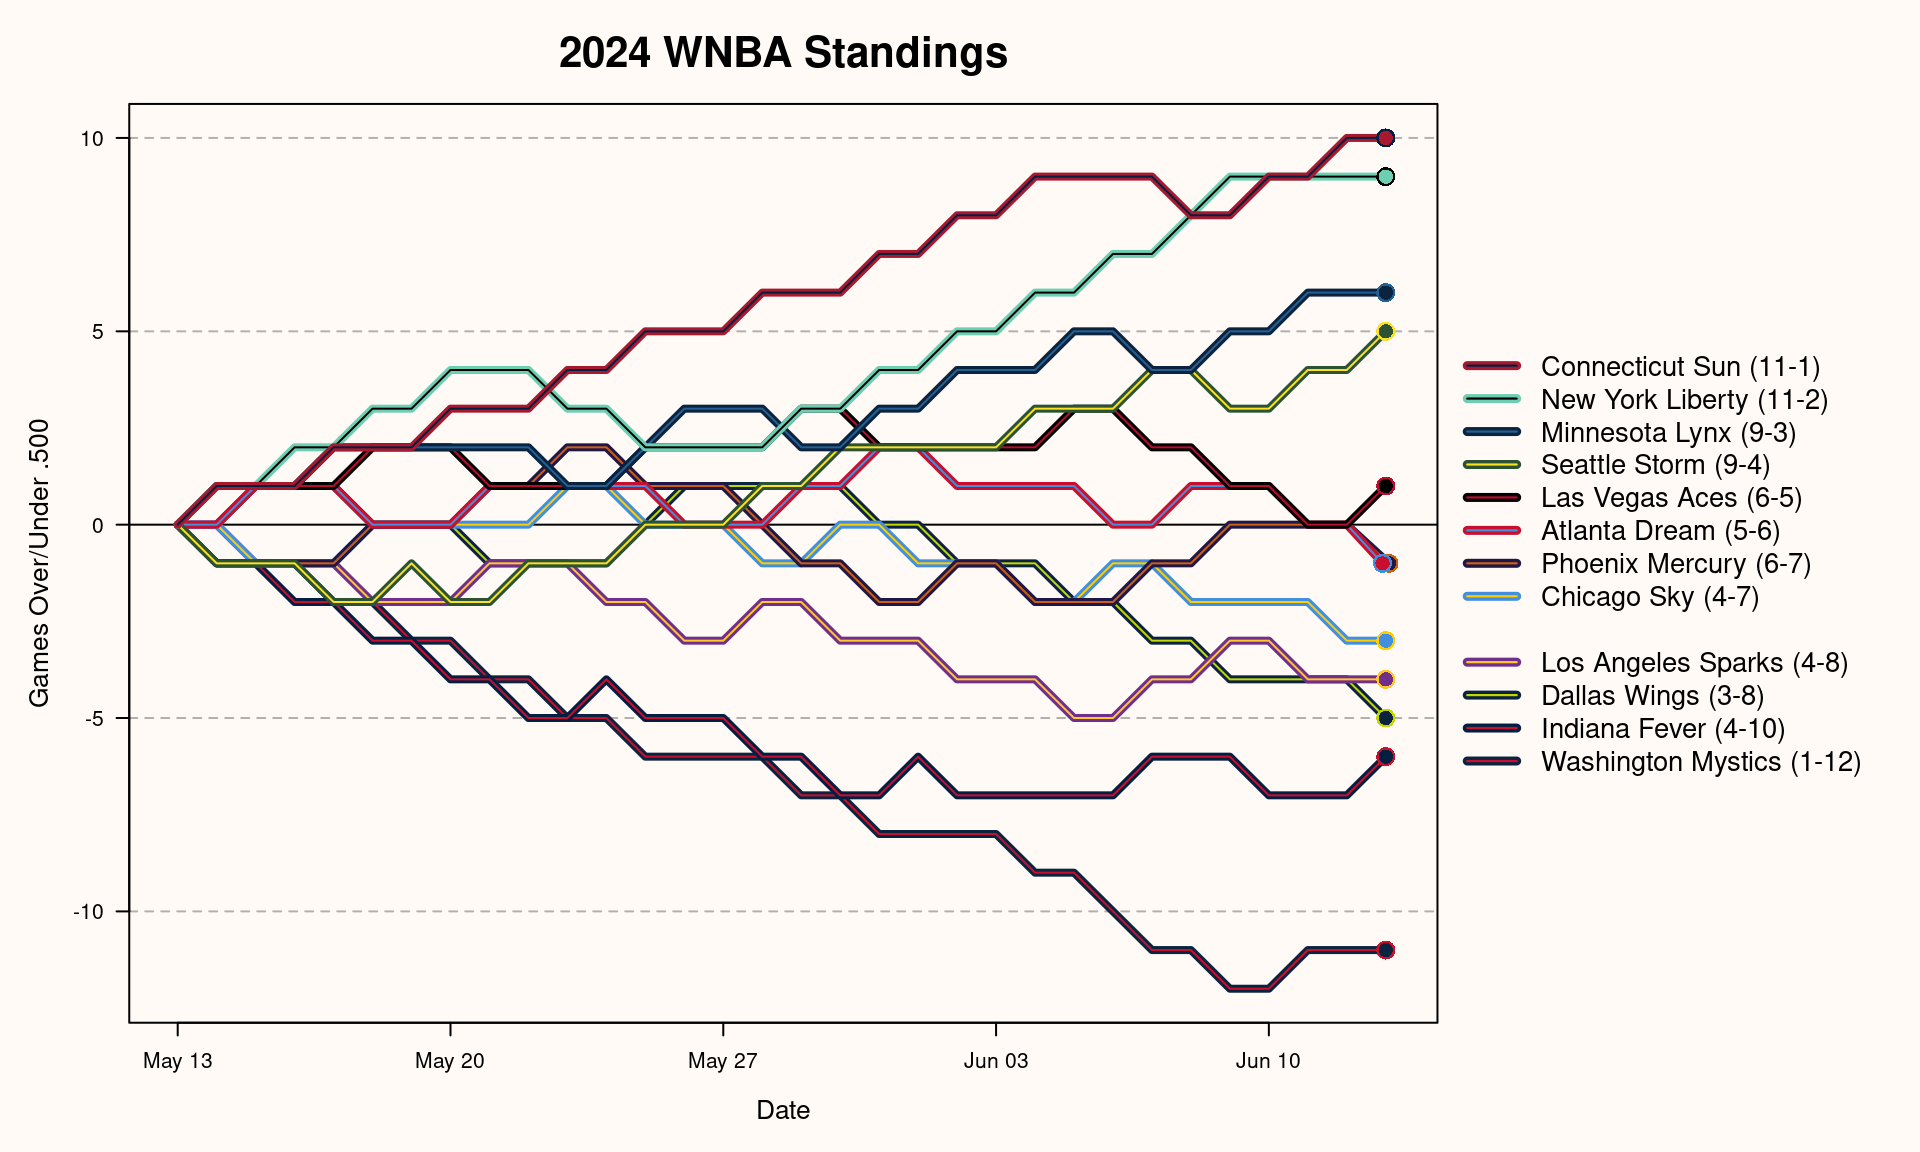 2024 WNBA Standings
Games Over/Under .500
10
5
0
-5
-10
May 13
May 20
May 27
Jun 03
Jun 10
Date
Connecticut Sun (11-1)
New York Liberty (11-2)
Minnesota Lynx (9-3)
Seattle Storm (9-4)
Las Vegas Aces (6-5)
Atlanta Dream (5-6)
Phoenix Mercury (6-7)
Chicago Sky (4-7)
Los Angeles Sparks (4-8)
Dallas Wings (3-8)
Indiana Fever (4-10)
Washington Mystics (1-12)